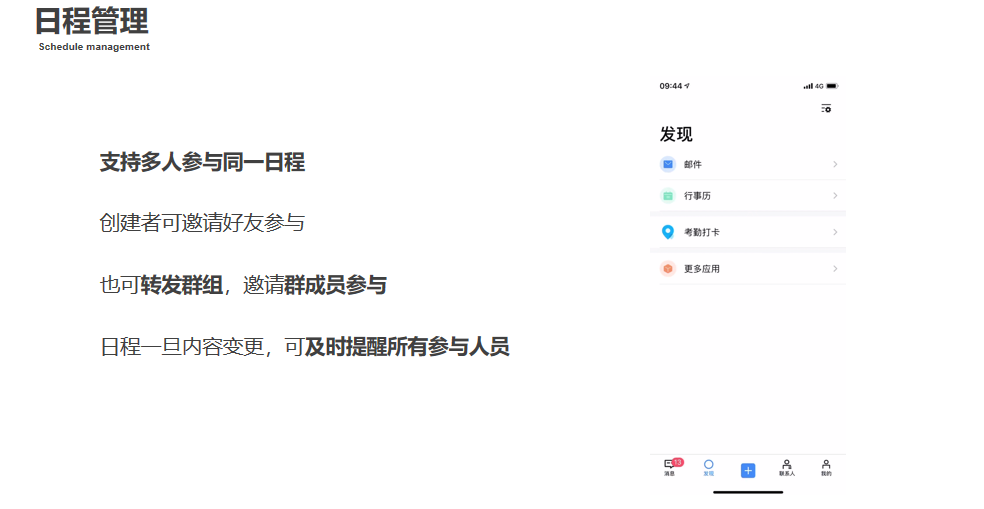 日程管理
Schedule management
支持多人参与同一日程
创建者可邀请好友参与
也可转发群组，邀请群成员参与
日程一旦内容变更，可及时提醒所有参与人员
09:44
4G
发现
邮件
行事历
考勤打卡
更多应用
13
消息
发现
联系人
我的